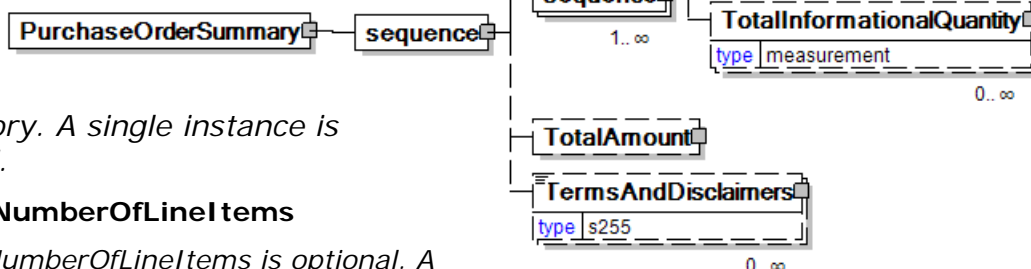 sequence
TotalInformationalQuantity
PurchaseOrderSummary
sequence
1.. ∞
type measurement
0.. ∞
ory. A single instance is
.
TotalAmount
TermsAndDisclaimers
NumberOfLineItems
type s255
NumberOfLineItems is optional. A
0.. ∞